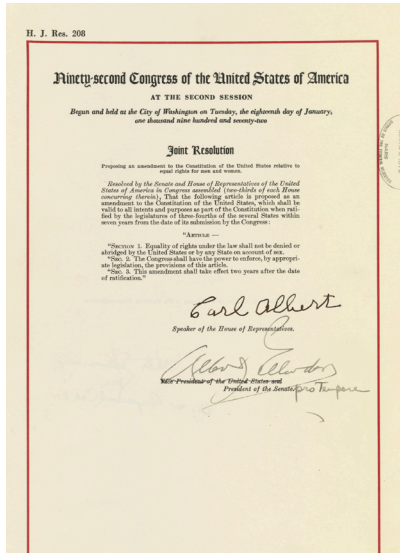 H. J. Res. 208
Ninety-second Congress of the United States of America
AT THE SECOND SESSION
Begun and held at the City of Washington on Tuesday, the eighteenth day of January,
one thousand nine hundred and seventy-two
Joint Resolution
Proposing an amendment to the Constitution of the United States relative to
equal rights for men and women.
Resolved by the Senate and House of Representatives of the United
States of America in Congress assembled (two-thirds of each House
concurring therein), That the following article is proposed as an
amendment to the Constitution of the United States, which shall be
valid to all intents and purposes as part of the Constitution when rati-
fied by the legislatures of three-fourths of the several States within
seven years from the date of its submission by the Congress:
"ARTICLE —
"SECTION 1. Equality of rights under the law shall not be denied or
abridged by the United States or by any State on account of sex.
"SEC. 2. The Congress shall have the power to enforce, by appropri-
ate legislation, the provisions of this article.
"SEC. 3. This amendment shall take effect two years after the date
of ratification."
Carl Albert
Speaker of the House of Representatives.
Allen J. Ellender
Vice President of the United States and
President of the Senate. pro Tempore